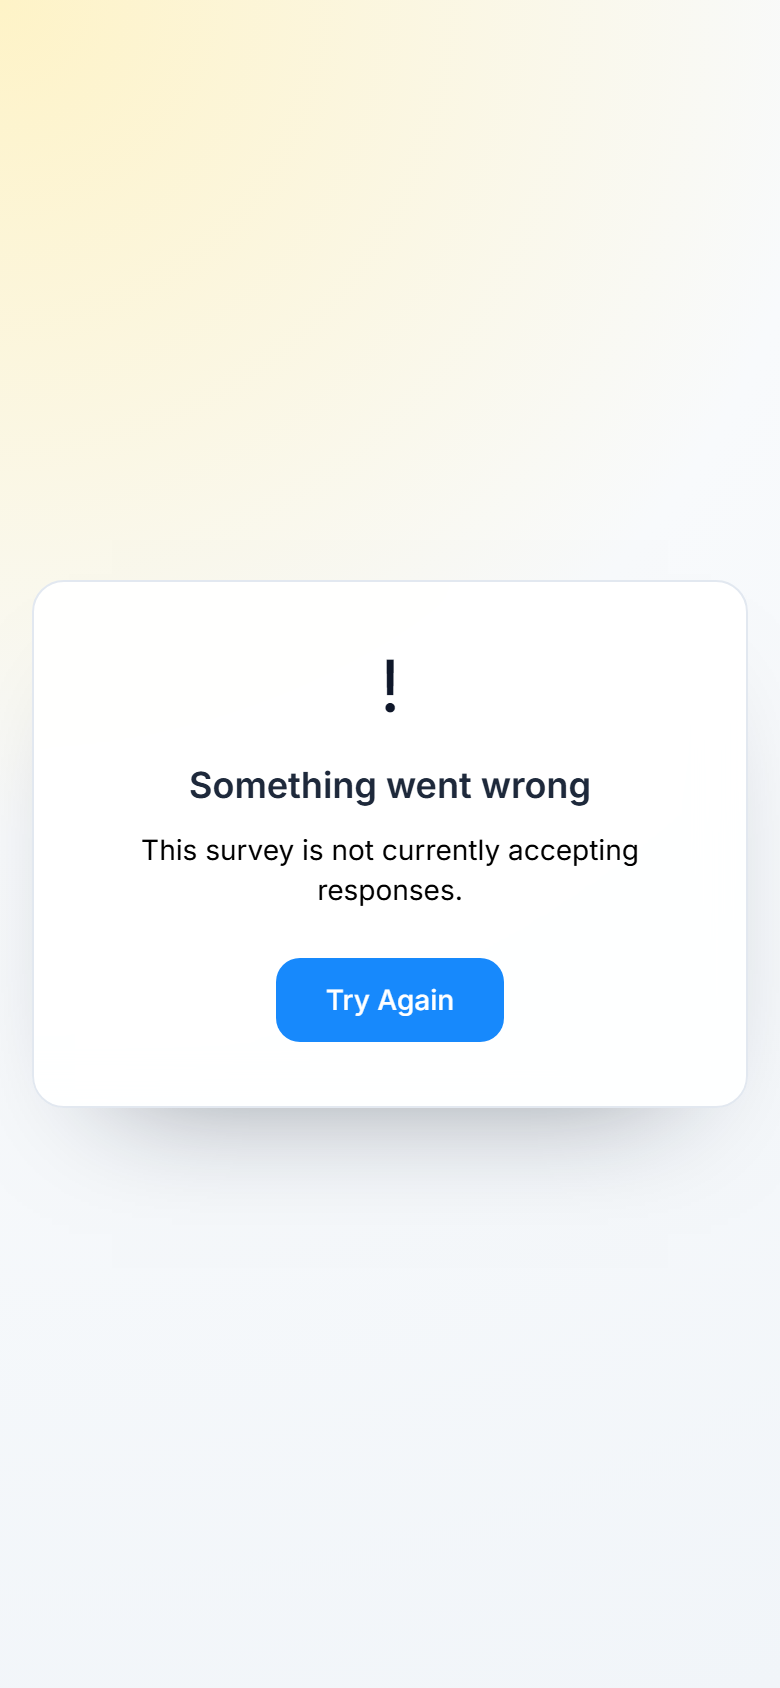 !
Something went wrong
This survey is not currently accepting
responses.
Try Again